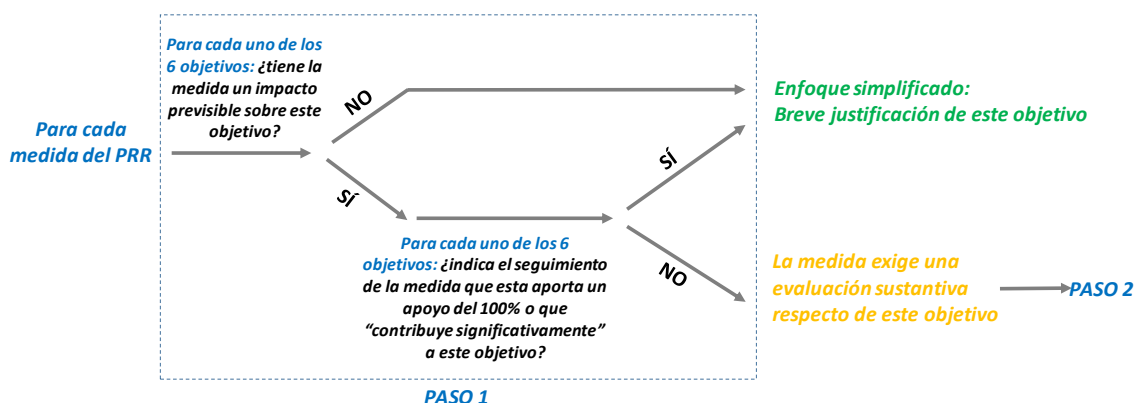 Para cada
medida del PRR
Para cada uno de los
6 objetivos: ¿tiene la
medida un impacto
previsible sobre este
objetivo?
NO
SÍ
Para cada uno de los 6
objetivos: ¿indica el seguimiento
de la medida que esta aporta un
apoyo del 100% o que
“contribuye significativamente”
a este objetivo?
SÍ
NO
Enfoque simplificado:
Breve justificación de este objetivo
La medida exige una
evaluación sustantiva
respecto de este objetivo
PASO 2
PASO 1